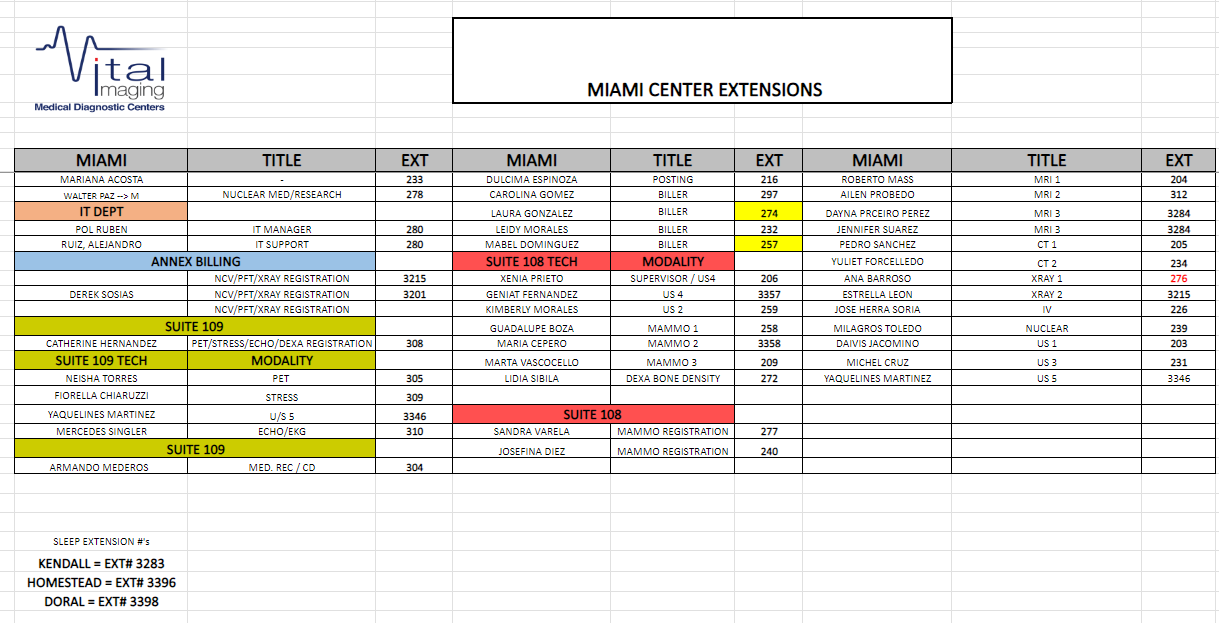 Vital
Imaging
Medical Diagnostic Centers
MIAMI CENTER EXTENSIONS
MIAMI TITLE EXT MIAMI TITLE EXT MIAMI TITLE EXT
MARIANA ACOSTA - 233 DULCIMA ESPINOZA POSTING 216 ROBERTO MASS MRI 1 204
WALTER PAZ --> M NUCLEAR MED/RESEARCH 278 CAROLINA GOMEZ BILLER 297 AILEN PROBEDO MRI 2 312
IT DEPT LAURA GONZALEZ BILLER 274 DAYNA PRCEIRO PEREZ MRI 3 3284
POL RUBEN IT MANAGER 280 LEIDY MORALES BILLER 232 JENNIFER SUAREZ MRI 3 3284
RUIZ, ALEJANDRO IT SUPPORT 280 MABEL DOMINGUEZ BILLER 257 PEDRO SANCHEZ CT 1 205
ANNEX BILLING SUITE 108 TECH MODALITY YULIET FORCELLEDO CT 2 234
NCV/PFT/XRAY REGISTRATION 3215 XENIA PRIETO SUPERVISOR / US4 206 ANA BARROSO XRAY 1 276
DEREK SOSIAS NCV/PFT/XRAY REGISTRATION 3201 GENIAT FERNANDEZ US 4 3357 ESTRELLA LEON XRAY 2 3215
NCV/PFT/XRAY REGISTRATION KIMBERLY MORALES US 2 259 JOSE HERRA SORIA IV 226
SUITE 109 GUADALUPE BOZA MAMMO 1 258 MILAGROS TOLEDO NUCLEAR 239
CATHERINE HERNANDEZ PET/STRESS/ECHO/DEXA REGISTRATION 308 MARIA CEPERO MAMMO 2 3358 DAIVIS JACOMINO US 1 203
SUITE 109 TECH MODALITY MARTA VASCOCELLO MAMMO 3 209 MICHEL CRUZ US 3 231
NEISHA TORRES PET 305 LIDIA SIBILA DEXA BONE DENSITY 272 YAQUELINES MARTINEZ US 5 3346
FIORELLA CHIARUZZI STRESS 309
YAQUELINES MARTINEZ U/S 5 3346 SUITE 108
MERCEDES SINGLER ECHO/EKG 310 SANDRA VARELA MAMMO REGISTRATION 277
SUITE 109 JOSEFINA DIEZ MAMMO REGISTRATION 240
ARMANDO MEDEROS MED. REC / CD 304
SLEEP EXTENSION #'s
KENDALL = EXT# 3283
HOMESTEAD = EXT# 3396
DORAL = EXT# 3398